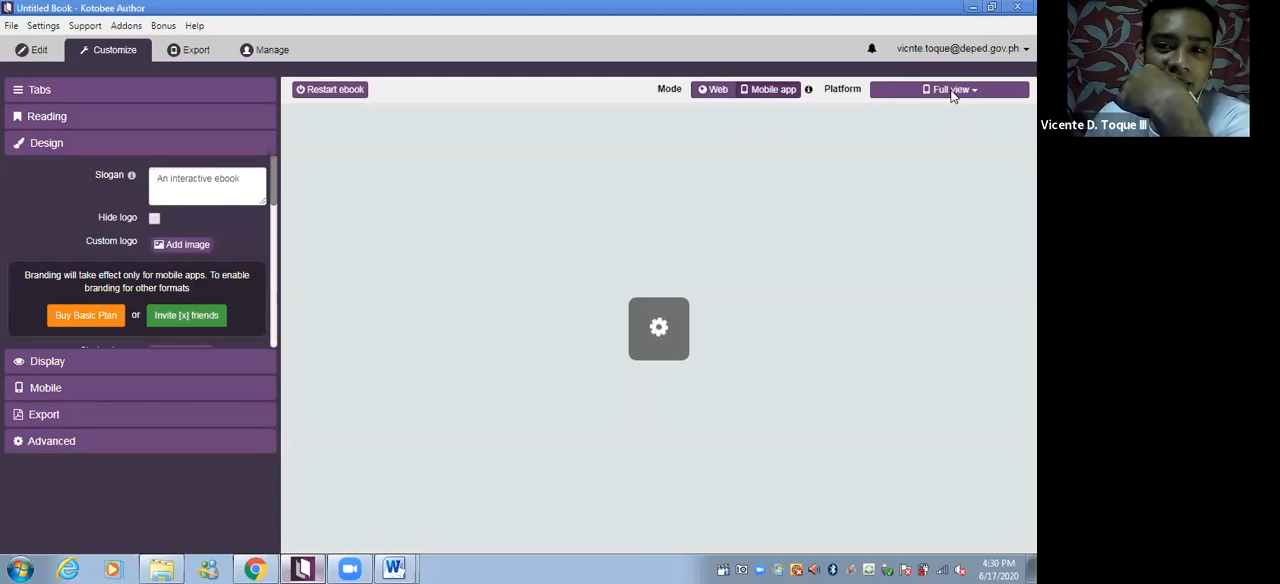 Untitled Book - Kotobee Author
File Settings Support Addons Bonus Help
Edit Customize Export Manage vicnte.toque@deped.gov.ph
Tabs
Restart ebook Mode Web Mobile app Platform Full view
Reading
Design
Slogan An interactive ebook
Hide logo
Custom logo Add image
Branding will take effect only for mobile apps. To enable
branding for other formats
Buy Basic Plan or Invite [x] friends
Display
Mobile
Export
Advanced
Vicente D. Toque III
4:30 PM
6/17/2020